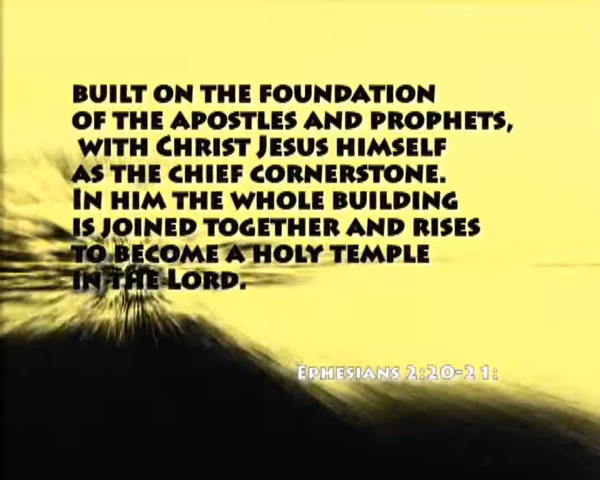 BUILT ON THE FOUNDATION
OF THE APOSTLES AND PROPHETS,
WITH CHRIST JESUS HIMSELF
AS THE CHIEF CORNERSTONE.
IN HIM THE WHOLE BUILDING
IS JOINED TOGETHER AND RISES
TO BECOME A HOLY TEMPLE
IN THE LORD.
EPHESIANS 2:20-21: